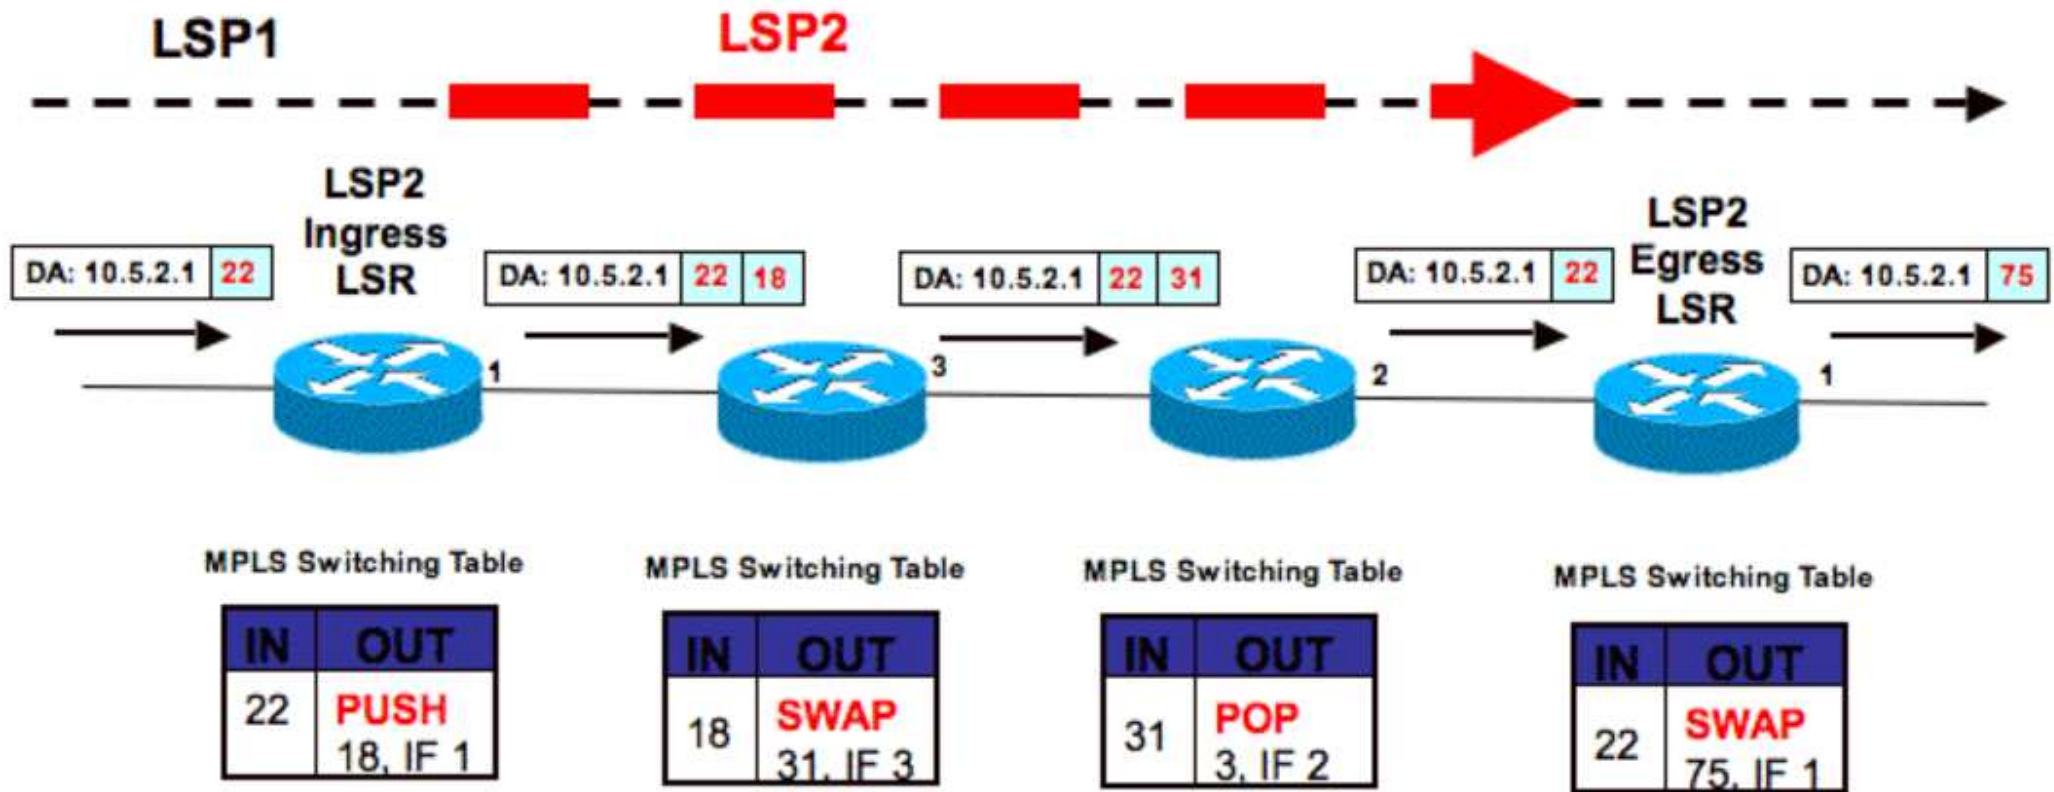 LSP1
LSP2
LSP2
Ingress
LSR
LSP2
Egress
LSR
DA: 10.5.2.1 22
DA: 10.5.2.1 22 18
DA: 10.5.2.1 22 31
DA: 10.5.2.1 22
DA: 10.5.2.1 75
1
3
2
1
MPLS Switching Table
IN OUT
22 PUSH
18, IF 1
MPLS Switching Table
IN OUT
18 SWAP
31, IF 3
MPLS Switching Table
IN OUT
31 POP
3, IF 2
MPLS Switching Table
IN OUT
22 SWAP
75, IF 1